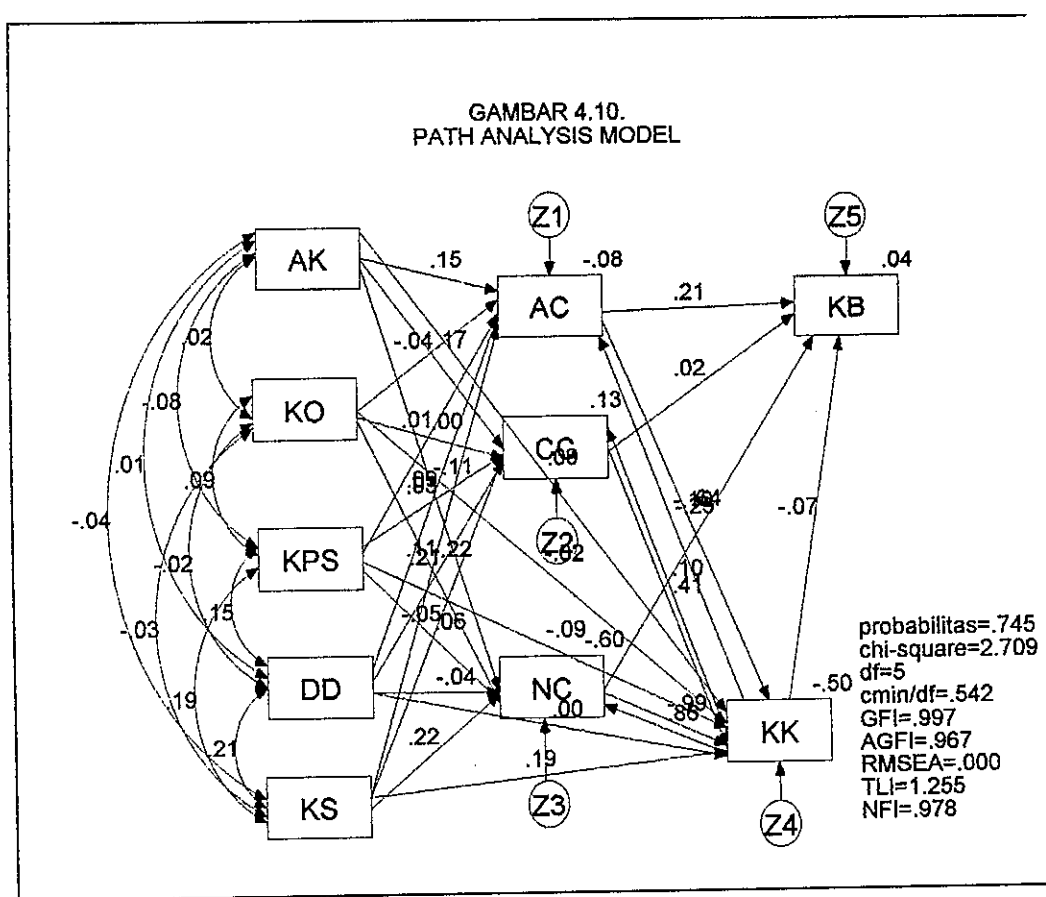 GAMBAR 4.10.
PATH ANALYSIS MODEL
Z1
Z5
AK
.15
-.08
AC
.21
.04
KB
.02
-.04
.17
.02
-.08
KO
.01
.00
.13
CC
.08
.01
.09
-.11
-.04
KPS
Z2
-.02
-.07
-.02
.15
.22
.10
.41
-.05
.06
-.03
-.09
-.60
DD
-.04
NC
.00
.86
-.50
KK
.19
.21
.22
.19
KS
Z3
Z4
probabilitas=.745
chi-square=2.709
df=5
cmin/df=.542
GFI=.997
AGFI=.967
RMSEA=.000
TLI=1.255
NFI=.978